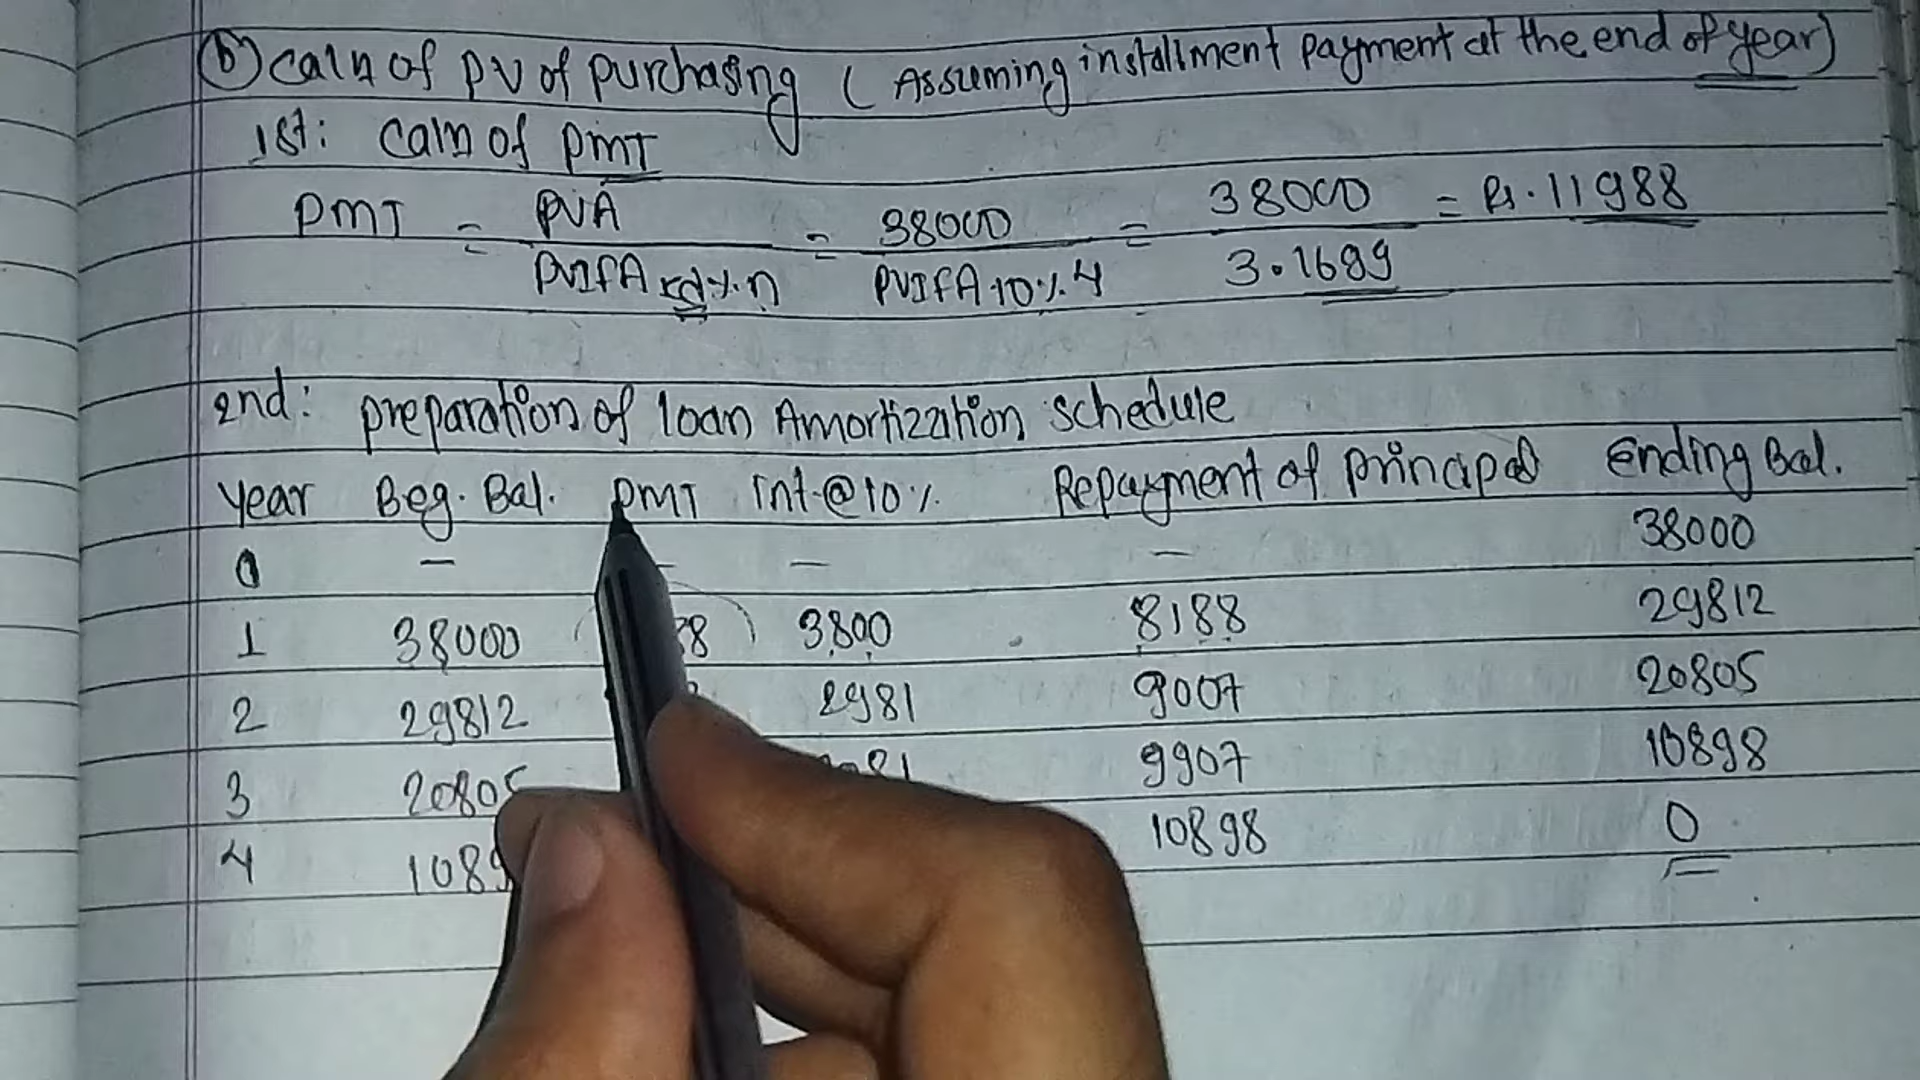 (b) Caln of PV of purchasing ( Assuming installment payment at the end of year)
1st: Caln of PMT
PMT = PVA / PVIFA rd%.n = 38000 / PVIFA 10%.4 = 38000 / 3.1699 = Rs. 11988
2nd: preparation of loan Amortization schedule
Year Beg. Bal. PMT Int.@10% Repayment of principal Ending Bal.
0 — — — — 38000
1 38000 3800 8188 29812
2 29812 2981 9007 20805
3 20805 9907 10898
4 10898 0